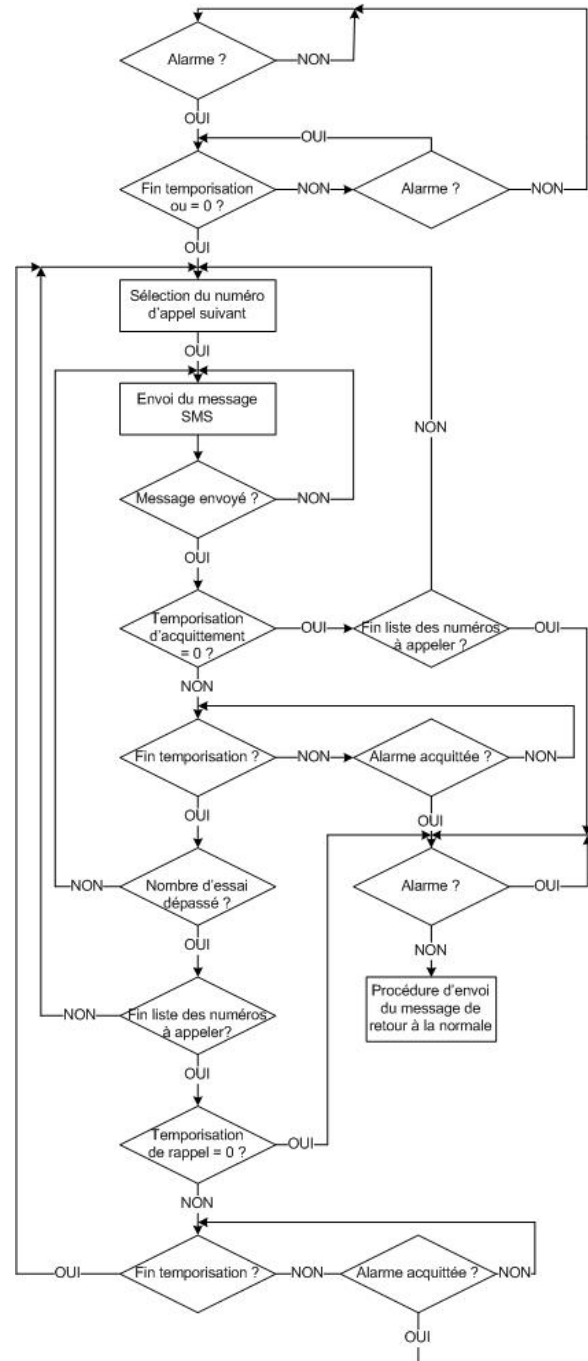 Alarme ?
NON
OUI
OUI
Fin temporisation
ou = 0 ?
NON
Alarme ?
NON
OUI
Sélection du numéro
d'appel suivant
OUI
Envoi du message
SMS
NON
Message envoyé ?
NON
OUI
Temporisation
d'acquittement
= 0 ?
OUI
Fin liste des numéros
à appeler ?
OUI
NON
Fin temporisation ?
NON
Alarme acquittée ?
NON
OUI
OUI
NON
Nombre d'essai
dépassé ?
Alarme ?
OUI
OUI
NON
NON
Fin liste des numéros
à appeler?
Procédure d'envoi
du message de
retour à la normale
OUI
Temporisation
de rappel = 0 ?
OUI
NON
OUI
Fin temporisation ?
NON
Alarme acquittée ?
NON
OUI